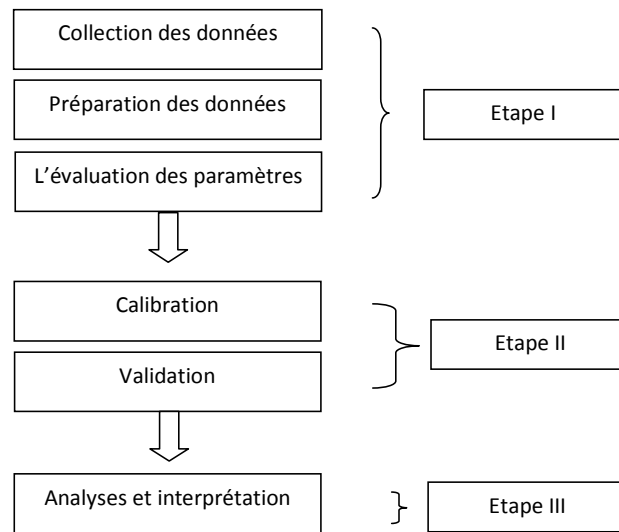 Collection des données
Préparation des données
Etape I
L’évaluation des paramètres
Calibration
Etape II
Validation
Analyses et interprétation
Etape III